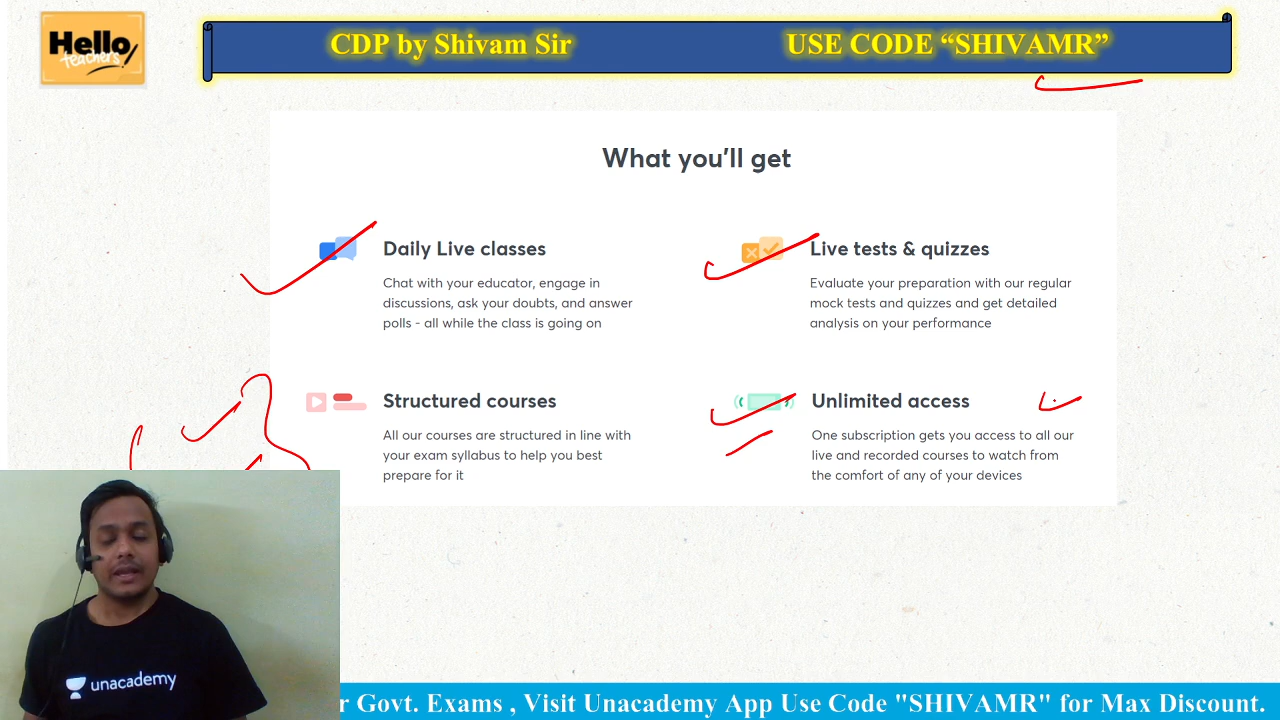 Hello
teachers!
CDP by Shivam Sir
USE CODE “SHIVAMR”
What you'll get
Daily Live classes
Chat with your educator, engage in
discussions, ask your doubts, and answer
polls - all while the class is going on
Live tests & quizzes
Evaluate your preparation with our regular
mock tests and quizzes and get detailed
analysis on your performance
Structured courses
All our courses are structured in line with
your exam syllabus to help you best
prepare for it
Unlimited access
One subscription gets you access to all our
live and recorded courses to watch from
the comfort of any of your devices
unacademy
r Govt. Exams , Visit Unacademy App Use Code "SHIVAMR" for Max Discount.